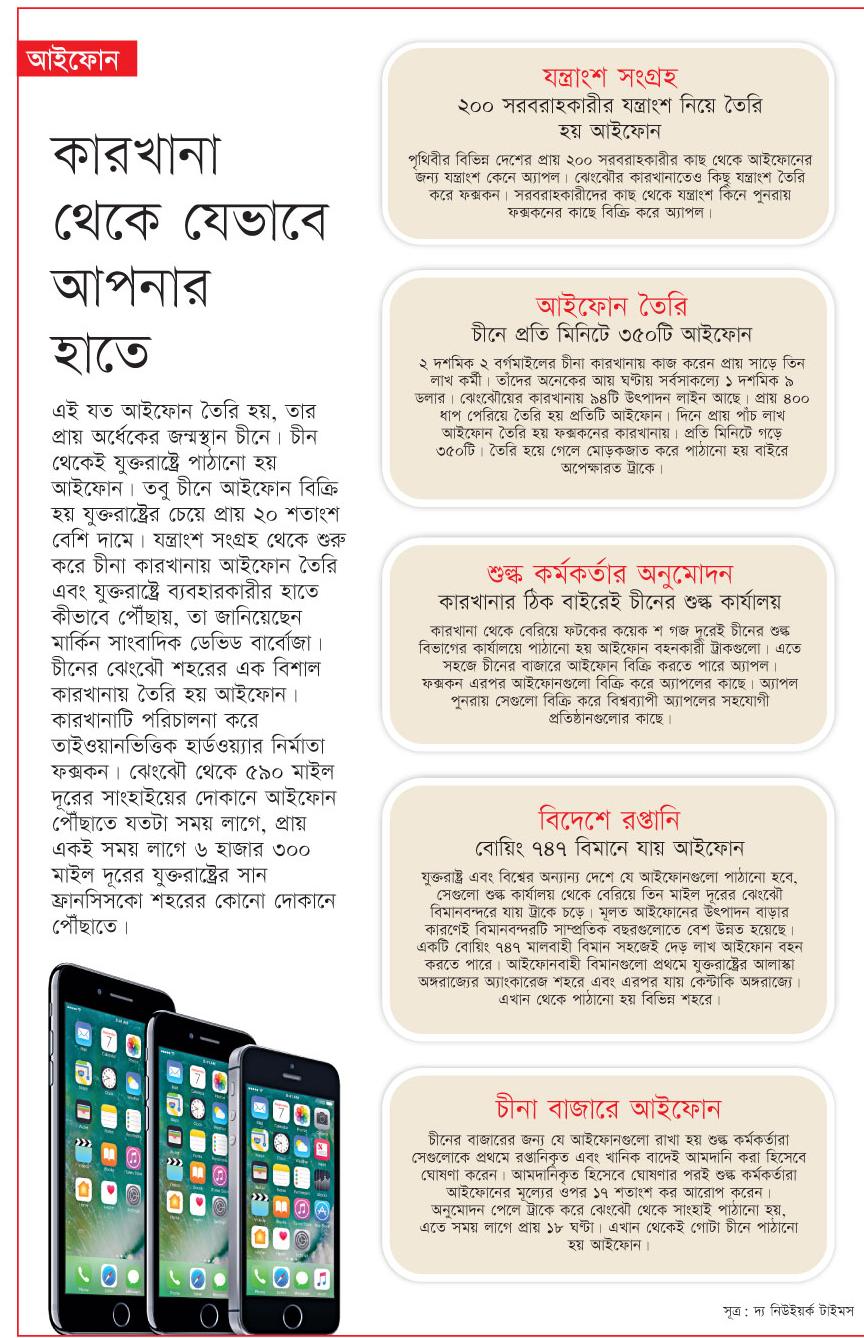 আইফোন
কারখানা
থেকে যেভাবে
আপনার
হাতে
এই যত আইফোন তৈরি হয়, তার
প্রায় অর্ধেকের জন্মস্থান চীনে। চীন
থেকেই যুক্তরাষ্ট্রে পাঠানো হয়
আইফোন। তবু চীনে আইফোন বিক্রি
হয় যুক্তরাষ্ট্রের চেয়ে প্রায় ২০ শতাংশ
বেশি দামে। যন্ত্রাংশ সংগ্রহ থেকে শুরু
করে চীনা কারখানায় আইফোন তৈরি
এবং যুক্তরাষ্ট্রে ব্যবহারকারীর হাতে
কীভাবে পৌঁছায়, তা জানিয়েছেন
মার্কিন সাংবাদিক ডেভিড বার্বোজা।
চীনের ঝেংঝৌ শহরের এক বিশাল
কারখানায় তৈরি হয় আইফোন।
কারখানাটি পরিচালনা করে
তাইওয়ানভিত্তিক হার্ডওয়্যার নির্মাতা
ফক্সকন। ঝেংঝৌ থেকে ৫৯০ মাইল
দূরের সাংহাইয়ের দোকানে আইফোন
পৌঁছাতে যতটা সময় লাগে, প্রায়
একই সময় লাগে ৬ হাজার ৩০০
মাইল দূরের যুক্তরাষ্ট্রের সান
ফ্রানসিসকো শহরের কোনো দোকানে
পৌঁছাতে।
যন্ত্রাংশ সংগ্রহ
২০০ সরবরাহকারীর যন্ত্রাংশ নিয়ে তৈরি
হয় আইফোন
পৃথিবীর বিভিন্ন দেশের প্রায় ২০০ সরবরাহকারীর কাছ থেকে আইফোনের
জন্য যন্ত্রাংশ কেনে অ্যাপল। ঝেংঝৌর কারখানাতেও কিছু যন্ত্রাংশ তৈরি
করে ফক্সকন। সরবরাহকারীদের কাছ থেকে যন্ত্রাংশ কিনে পুনরায়
ফক্সকনের কাছে বিক্রি করে অ্যাপল।
আইফোন তৈরি
চীনে প্রতি মিনিটে ৩৫০টি আইফোন
২ দশমিক ২ বর্গমাইলের চীনা কারখানায় কাজ করেন প্রায় সাড়ে তিন
লাখ কর্মী। তাঁদের অনেকের আয় ঘণ্টায় সর্বসাকল্যে ১ দশমিক ৯
ডলার। ঝেংঝৌয়ের কারখানায় ৯৪টি উৎপাদন লাইন আছে। প্রায় ৪০০
ধাপ পেরিয়ে তৈরি হয় প্রতিটি আইফোন। দিনে প্রায় পাঁচ লাখ
আইফোন তৈরি হয় ফক্সকনের কারখানায়। প্রতি মিনিটে গড়ে
৩৫০টি। তৈরি হয়ে গেলে মোড়কজাত করে পাঠানো হয় বাইরে
অপেক্ষারত ট্রাকে।
শুল্ক কর্মকর্তার অনুমোদন
কারখানার ঠিক বাইরেই চীনের শুল্ক কার্যালয়
কারখানা থেকে বেরিয়ে ফটকের কয়েক শ গজ দূরেই চীনের শুল্ক
বিভাগের কার্যালয়ে পাঠানো হয় আইফোন বহনকারী ট্রাকগুলো। এতে
সহজে চীনের বাজারে আইফোন বিক্রি করতে পারে অ্যাপল।
ফক্সকন এরপর আইফোনগুলো বিক্রি করে অ্যাপলের কাছে। অ্যাপল
পুনরায় সেগুলো বিক্রি করে বিশ্বব্যাপী অ্যাপলের সহযোগী
প্রতিষ্ঠানগুলোর কাছে।
বিদেশে রপ্তানি
বোয়িং ৭৪৭ বিমানে যায় আইফোন
যুক্তরাষ্ট্র এবং বিশ্বের অন্যান্য দেশে যে আইফোনগুলো পাঠানো হবে,
সেগুলো শুল্ক কার্যালয় থেকে বেরিয়ে তিন মাইল দূরের ঝেংঝৌ
বিমানবন্দরে যায় ট্রাকে চড়ে। মূলত আইফোনের উৎপাদন বাড়ার
কারণেই বিমানবন্দরটি সাম্প্রতিক বছরগুলোতে বেশ উন্নত হয়েছে।
একটি বোয়িং ৭৪৭ মালবাহী বিমান সহজেই দেড় লাখ আইফোন বহন
করতে পারে। আইফোনবাহী বিমানগুলো প্রথমে যুক্তরাষ্ট্রের আলাস্কা
অঙ্গরাজ্যের অ্যাংকারেজ শহরে এবং এরপর যায় কেন্টাকি অঙ্গরাজ্যে।
এখান থেকে পাঠানো হয় বিভিন্ন শহরে।
চীনা বাজারে আইফোন
চীনের বাজারের জন্য যে আইফোনগুলো রাখা হয় শুল্ক কর্মকর্তারা
সেগুলোকে প্রথমে রপ্তানিকৃত এবং খানিক বাদেই আমদানি করা হিসেবে
ঘোষণা করেন। আমদানিকৃত হিসেবে ঘোষণার পরই শুল্ক কর্মকর্তারা
আইফোনের মূল্যের ওপর ১৭ শতাংশ কর আরোপ করেন।
অনুমোদন পেলে ট্রাকে করে ঝেংঝৌ থেকে সাংহাই পাঠানো হয়,
এতে সময় লাগে প্রায় ১৮ ঘণ্টা। এখান থেকেই গোটা চীনে পাঠানো
হয় আইফোন।
সূত্র : দ্য নিউইয়র্ক টাইমস